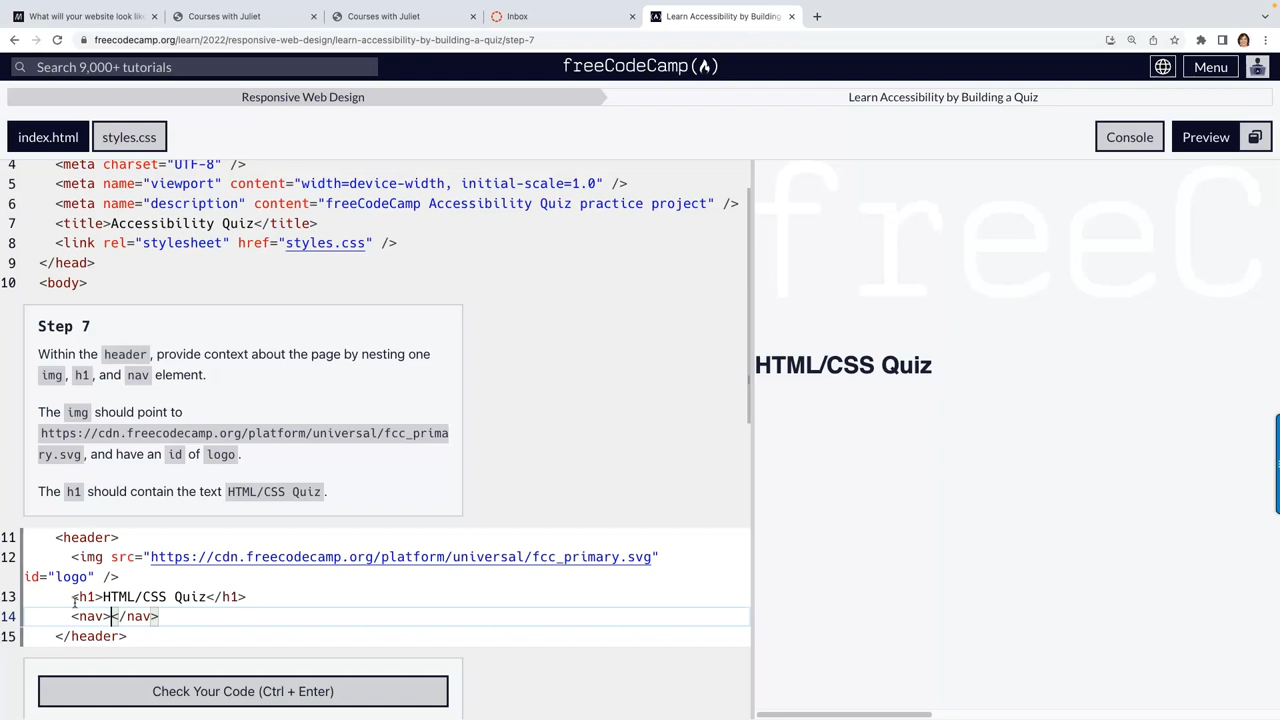 What will your website look like
Courses with Juliet
Courses with Juliet
Inbox
Learn Accessibility by Building
freecodecamp.org/learn/2022/responsive-web-design/learn-accessibility-by-building-a-quiz/step-7
Search 9,000+ tutorials
freeCodeCamp
Menu
Responsive Web Design
Learn Accessibility by Building a Quiz
index.html
styles.css
Console
Preview
4 <meta charset="UTF-8" />
5 <meta name="viewport" content="width=device-width, initial-scale=1.0" />
6 <meta name="description" content="freeCodeCamp Accessibility Quiz practice project" />
7 <title>Accessibility Quiz</title>
8 <link rel="stylesheet" href="styles.css" />
9 </head>
10 <body>
Step 7
Within the header, provide context about the page by nesting one
img, h1, and nav element.
The img should point to
https://cdn.freecodecamp.org/platform/universal/fcc_prima
ry.svg, and have an id of logo.
The h1 should contain the text HTML/CSS Quiz.
11 <header>
12 <img src="https://cdn.freecodecamp.org/platform/universal/fcc_primary.svg"
id="logo" />
13 <h1>HTML/CSS Quiz</h1>
14 <nav></nav>
15 </header>
Check Your Code (Ctrl + Enter)
freeC
HTML/CSS Quiz